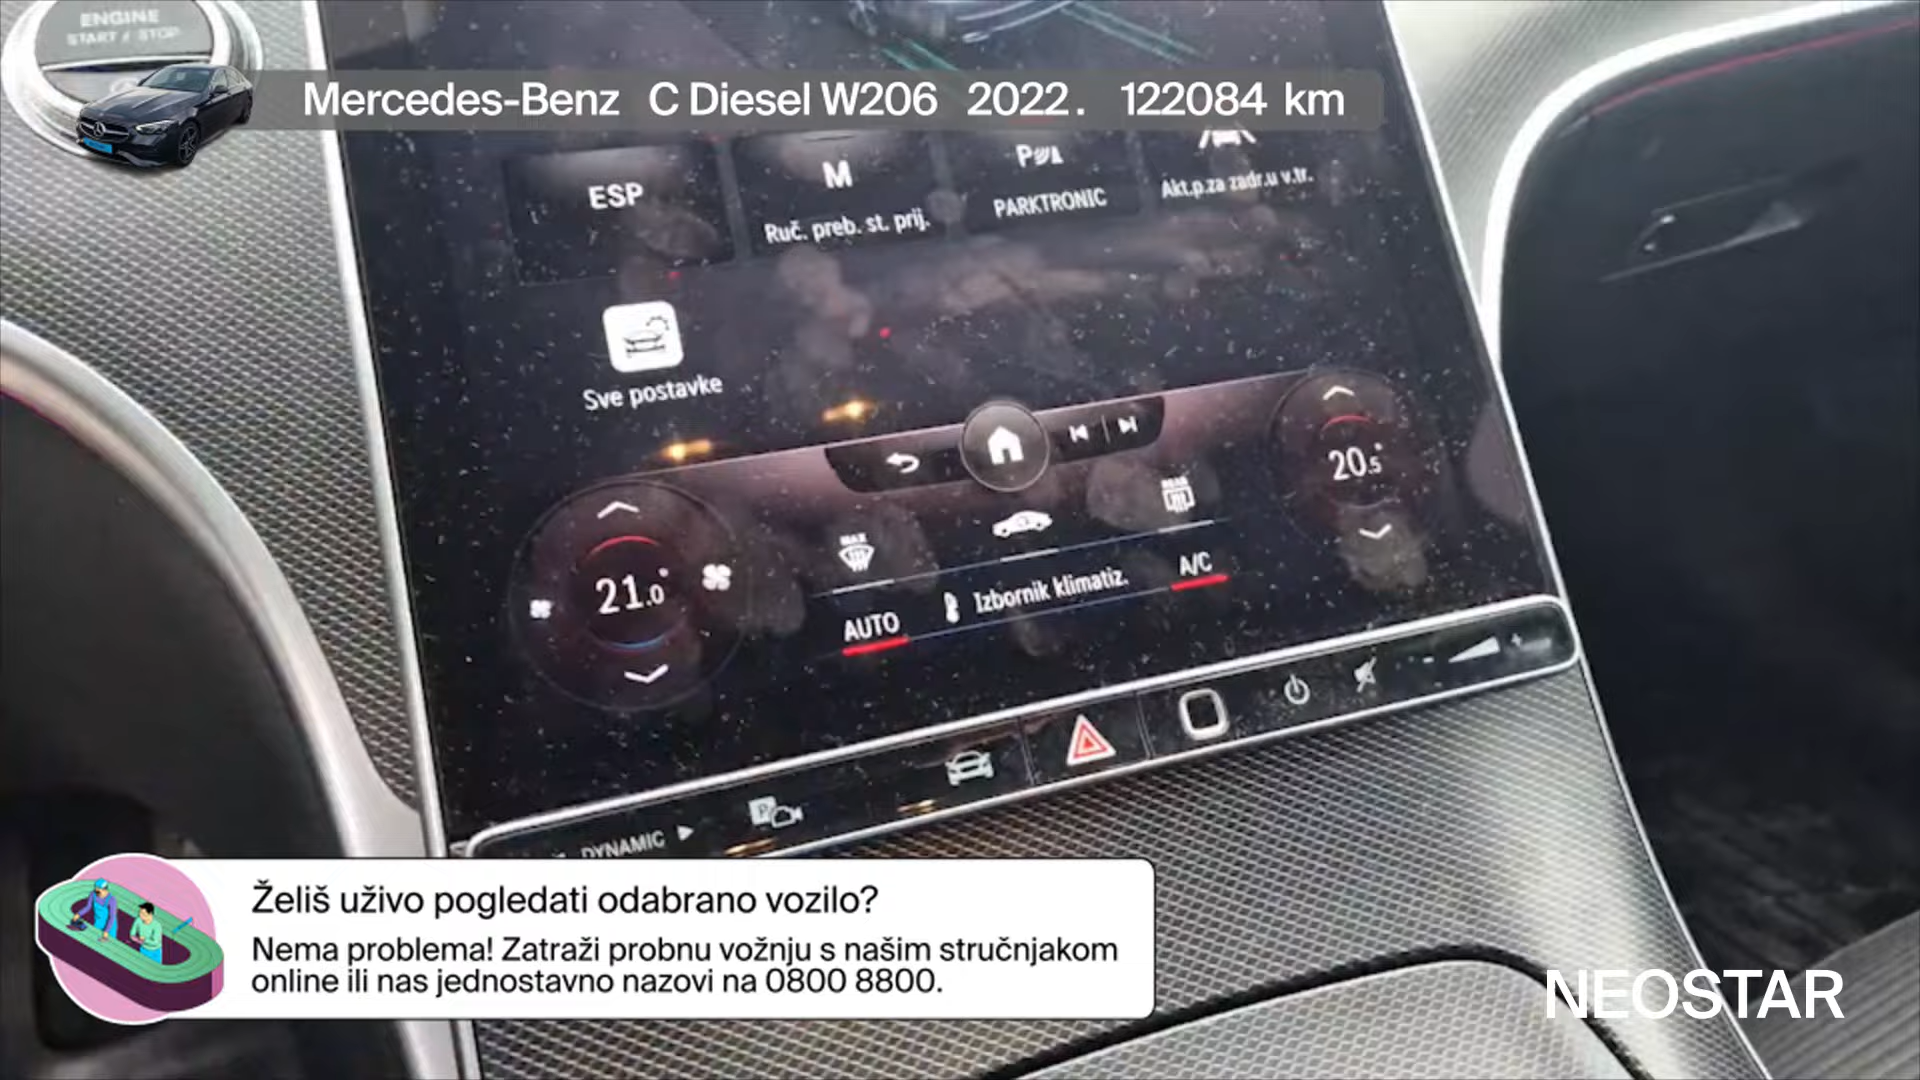 ENGINE
START / STOP
Mercedes-Benz C Diesel W206 2022. 122084 km
ESP
M
Ruč. preb. st. prij.
P
PARKTRONIC
Akt.p.za zadr.u v.tr.
Sve postavke
20.5°
MAX
REAR
21.0°
AUTO
Izbornik klimatiz.
A/C
DYNAMIC
P
- +
Želiš uživo pogledati odabrano vozilo?
Nema problema! Zatraži probnu vožnju s našim stručnjakom
online ili nas jednostavno nazovi na 0800 8800.
NEOSTAR